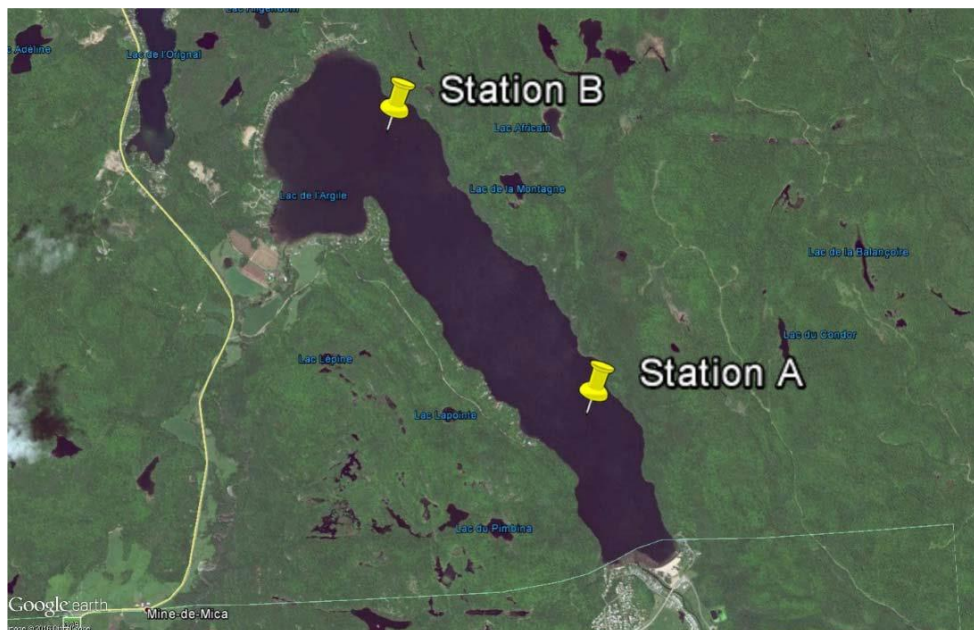 Lac de l'Orignal
Station B
Lac Africain
Lac de la Montagne
Lac de l'Argile
Lac de la Balançoire
Lac du Condor
Lac Lépine
Station A
Lac Lapointe
Lac du Pimbina
Google earth
Mine-de-Mica